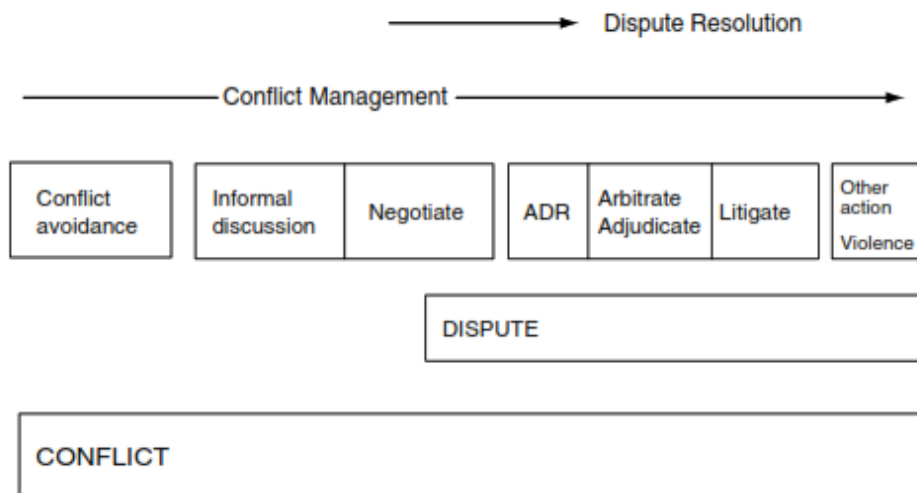 Dispute Resolution
Conflict Management
Conflict
avoidance
Informal
discussion
Negotiate
ADR
Arbitrate
Adjudicate
Litigate
Other
action
Violence
DISPUTE
CONFLICT